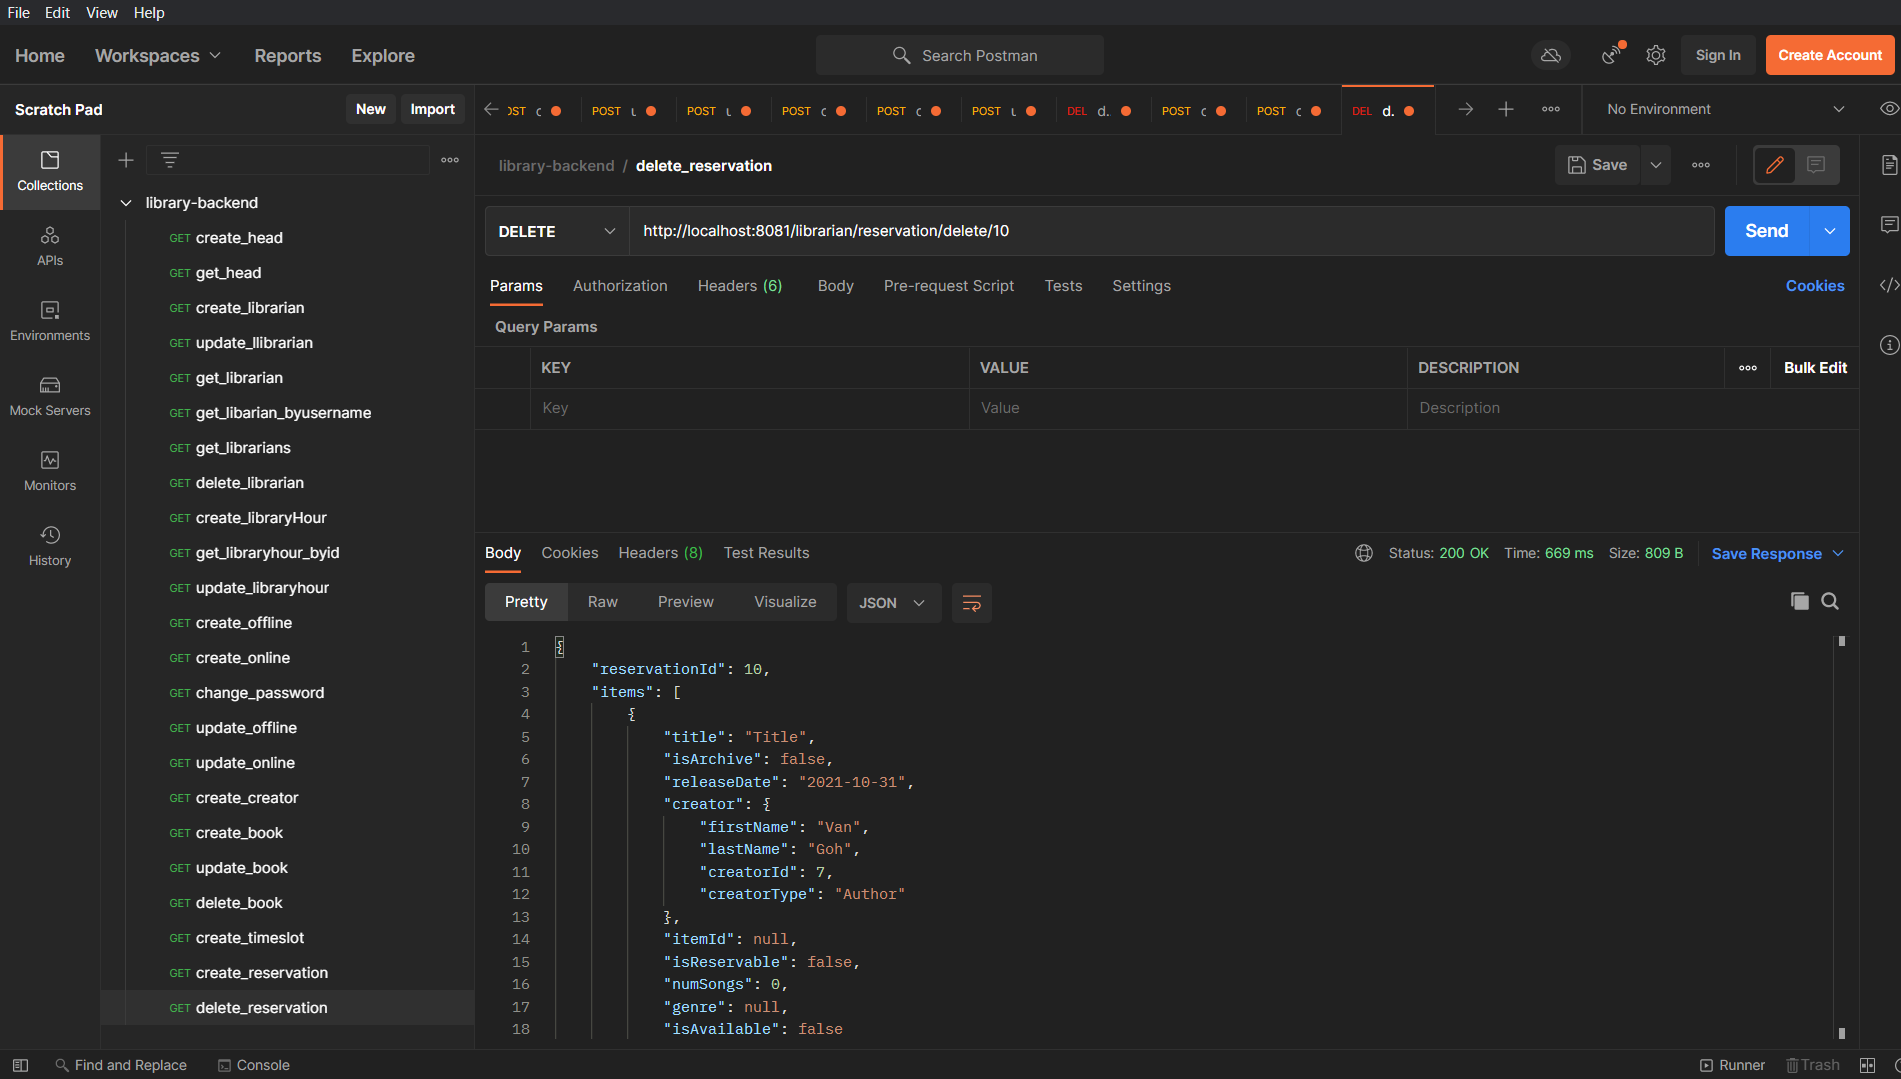 File Edit View Help
Home Workspaces Reports Explore Search Postman Sign In Create Account
Scratch Pad New Import
POST POST POST POST POST DEL d. POST POST DEL d. No Environment
library-backend / delete_reservation Save
DELETE http://localhost:8081/librarian/reservation/delete/10 Send
Params Authorization Headers (6) Body Pre-request Script Tests Settings Cookies
Query Params
KEY VALUE DESCRIPTION Bulk Edit
Key Value Description
Collections
APIs
Environments
Mock Servers
Monitors
History
library-backend
GET create_head
GET get_head
GET create_librarian
GET update_llibrarian
GET get_librarian
GET get_libarian_byusername
GET get_librarians
GET delete_librarian
GET create_libraryHour
GET get_libraryhour_byid
GET update_libraryhour
GET create_offline
GET create_online
GET change_password
GET update_offline
GET update_online
GET create_creator
GET create_book
GET update_book
GET delete_book
GET create_timeslot
GET create_reservation
GET delete_reservation
Body Cookies Headers (8) Test Results Status: 200 OK Time: 669 ms Size: 809 B Save Response
Pretty Raw Preview Visualize JSON
1 {
2 "reservationId": 10,
3 "items": [
4 {
5 "title": "Title",
6 "isArchive": false,
7 "releaseDate": "2021-10-31",
8 "creator": {
9 "firstName": "Van",
10 "lastName": "Goh",
11 "creatorId": 7,
12 "creatorType": "Author"
13 },
14 "itemId": null,
15 "isReservable": false,
16 "numSongs": 0,
17 "genre": null,
18 "isAvailable": false
Find and Replace Console Runner Trash